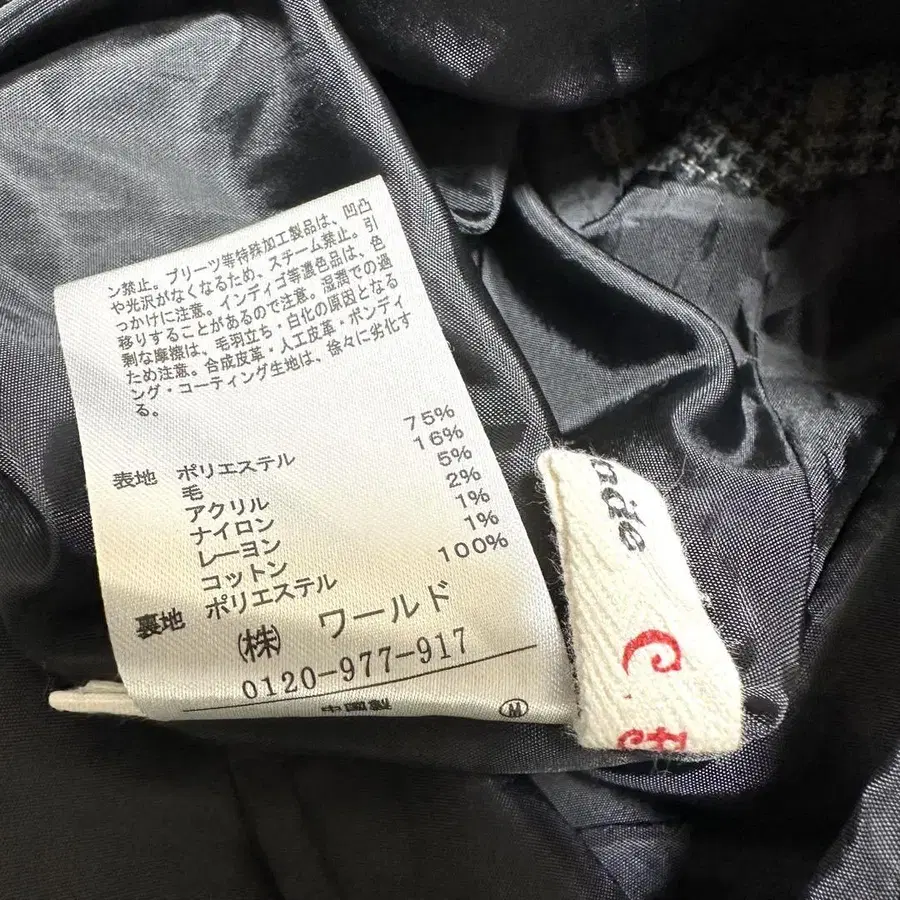 ン禁止。プリーツ等特殊加工製品は、凹凸
や光沢がなくなるため、スチーム禁止。引
っかけに注意。インディゴ等濃色品は、色
移りすることがあるので注意。湿潤での過
剰な摩擦は、毛羽立ち・白化の原因となる
ため注意。合成皮革・人工皮革・ボンディ
ング・コーティング生地は、徐々に劣化す
る。
表地 ポリエステル 75%
毛 16%
アクリル 5%
ナイロン 2%
レーヨン 1%
コットン 1%
裏地 ポリエステル 100%
㈱ ワールド
0120-977-917
中国製
M
nde
C.